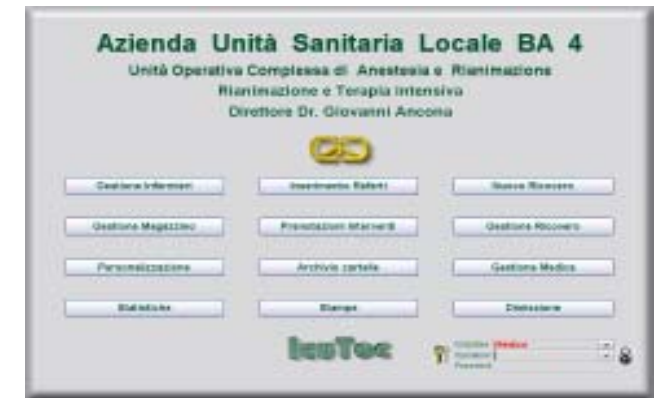 Azienda Unità Sanitaria Locale BA 4
Unità Operativa Complessa di Anestesia e Rianimazione
Rianimazione e Terapia Intensiva
Direttore Dr. Giovanni Ancona
Gestione Infermieri Inserimento Referti Nuovo Ricovero
Gestione Magazzino Prenotazioni Interventi Gestione Ricovero
Personalizzazione Archivio cartelle Gestione Medica
Statistiche Stampe Dimissione
Medico
Password